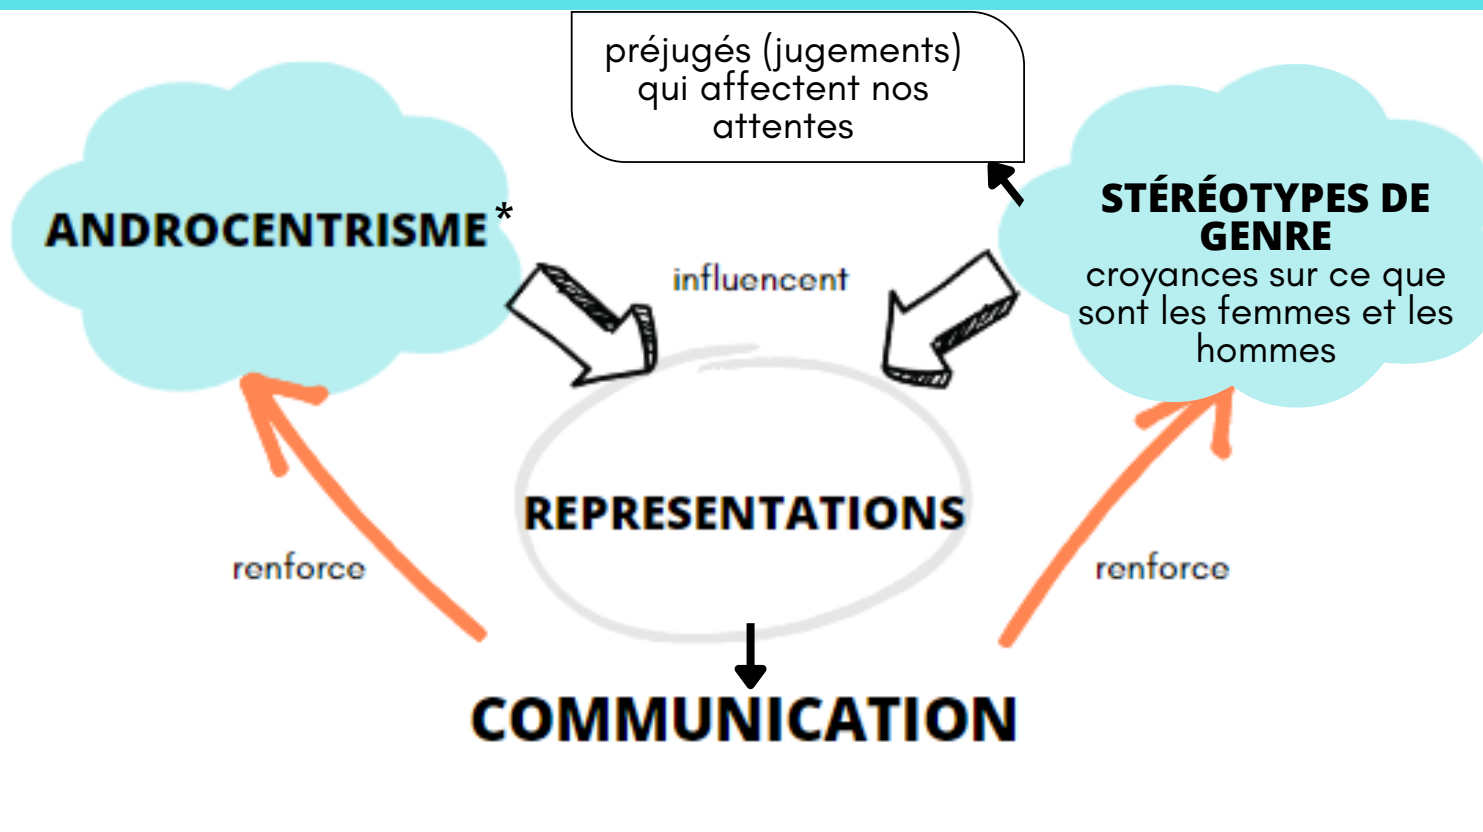 préjugés (jugements)
qui affectent nos
attentes
ANDROCENTRISME*
STÉRÉOTYPES DE
GENRE
croyances sur ce que
sont les femmes et les
hommes
influencent
REPRESENTATIONS
renforce
renforce
COMMUNICATION